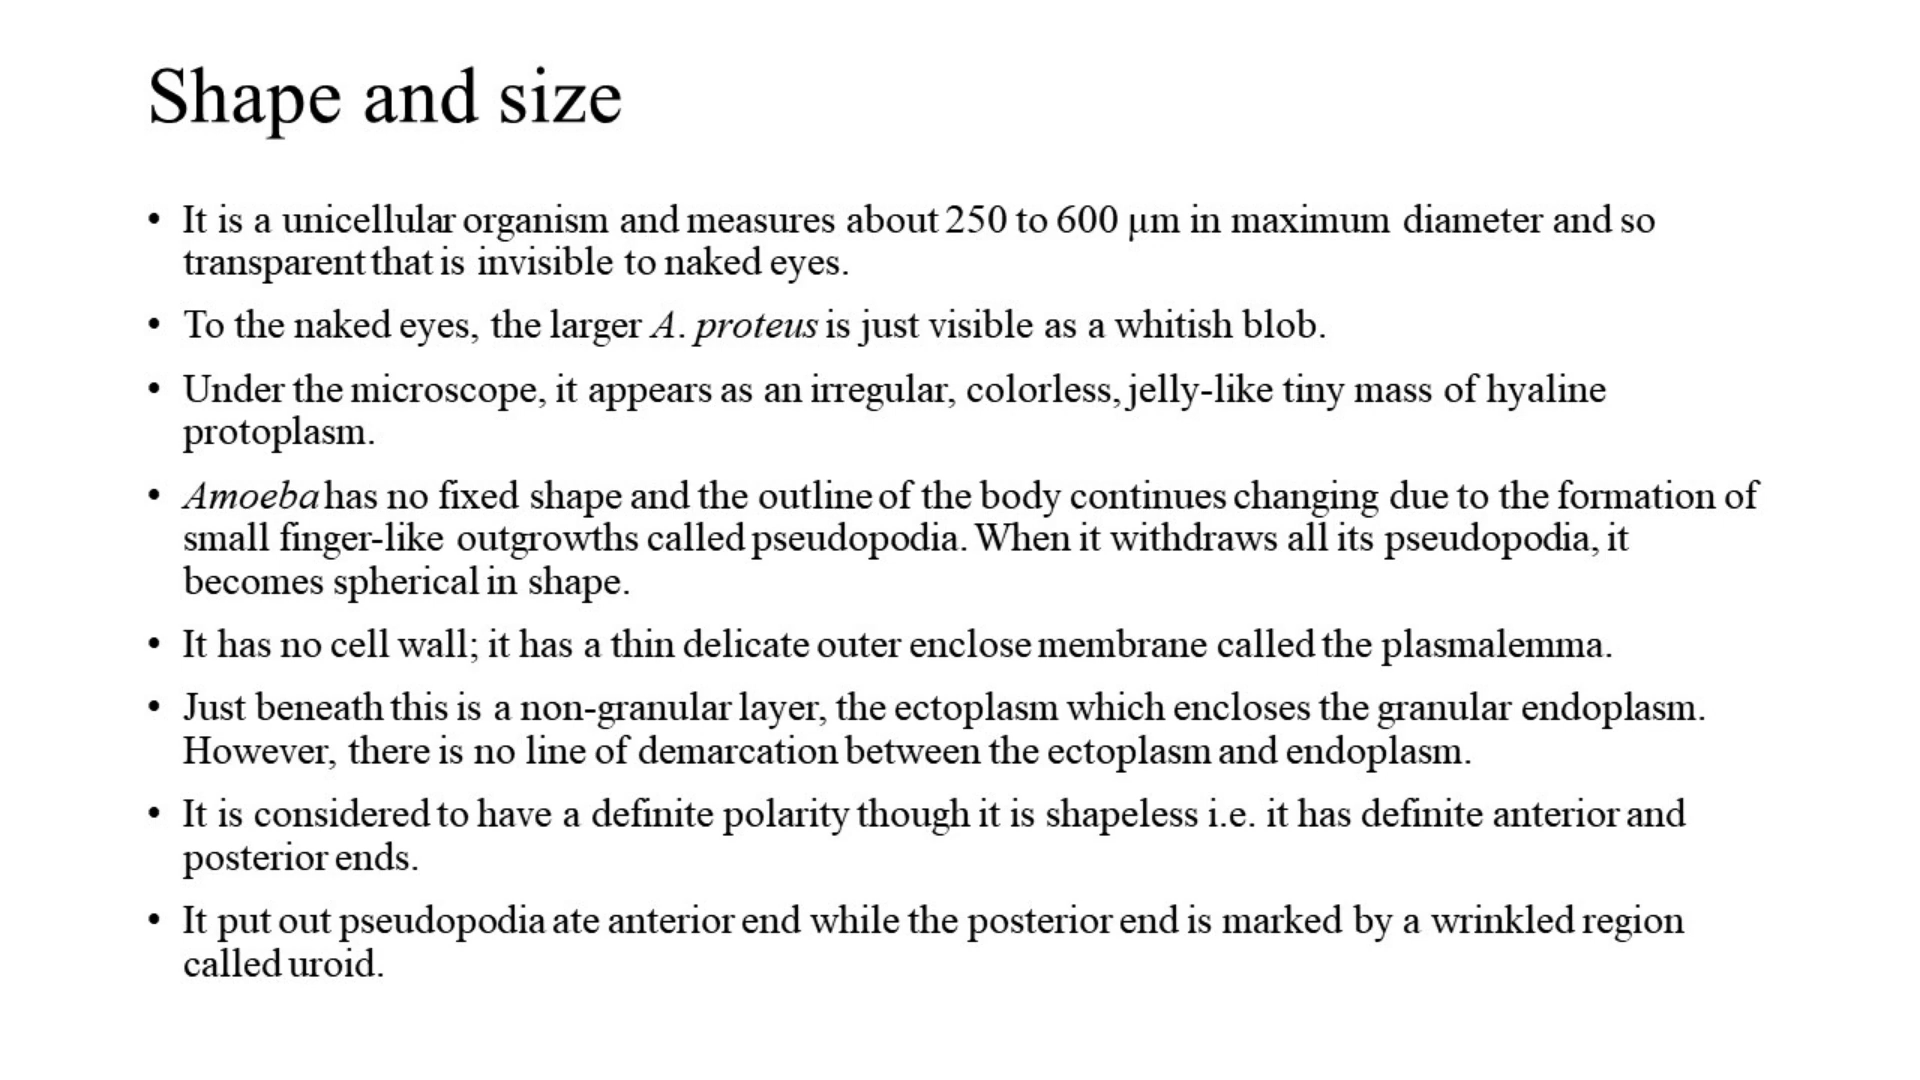 Shape and size
• It is a unicellular organism and measures about 250 to 600 µm in maximum diameter and so
transparent that is invisible to naked eyes.
• To the naked eyes, the larger A. proteus is just visible as a whitish blob.
• Under the microscope, it appears as an irregular, colorless, jelly-like tiny mass of hyaline
protoplasm.
• Amoeba has no fixed shape and the outline of the body continues changing due to the formation of
small finger-like outgrowths called pseudopodia. When it withdraws all its pseudopodia, it
becomes spherical in shape.
• It has no cell wall; it has a thin delicate outer enclose membrane called the plasmalemma.
• Just beneath this is a non-granular layer, the ectoplasm which encloses the granular endoplasm.
However, there is no line of demarcation between the ectoplasm and endoplasm.
• It is considered to have a definite polarity though it is shapeless i.e. it has definite anterior and
posterior ends.
• It put out pseudopodia ate anterior end while the posterior end is marked by a wrinkled region
called uroid.